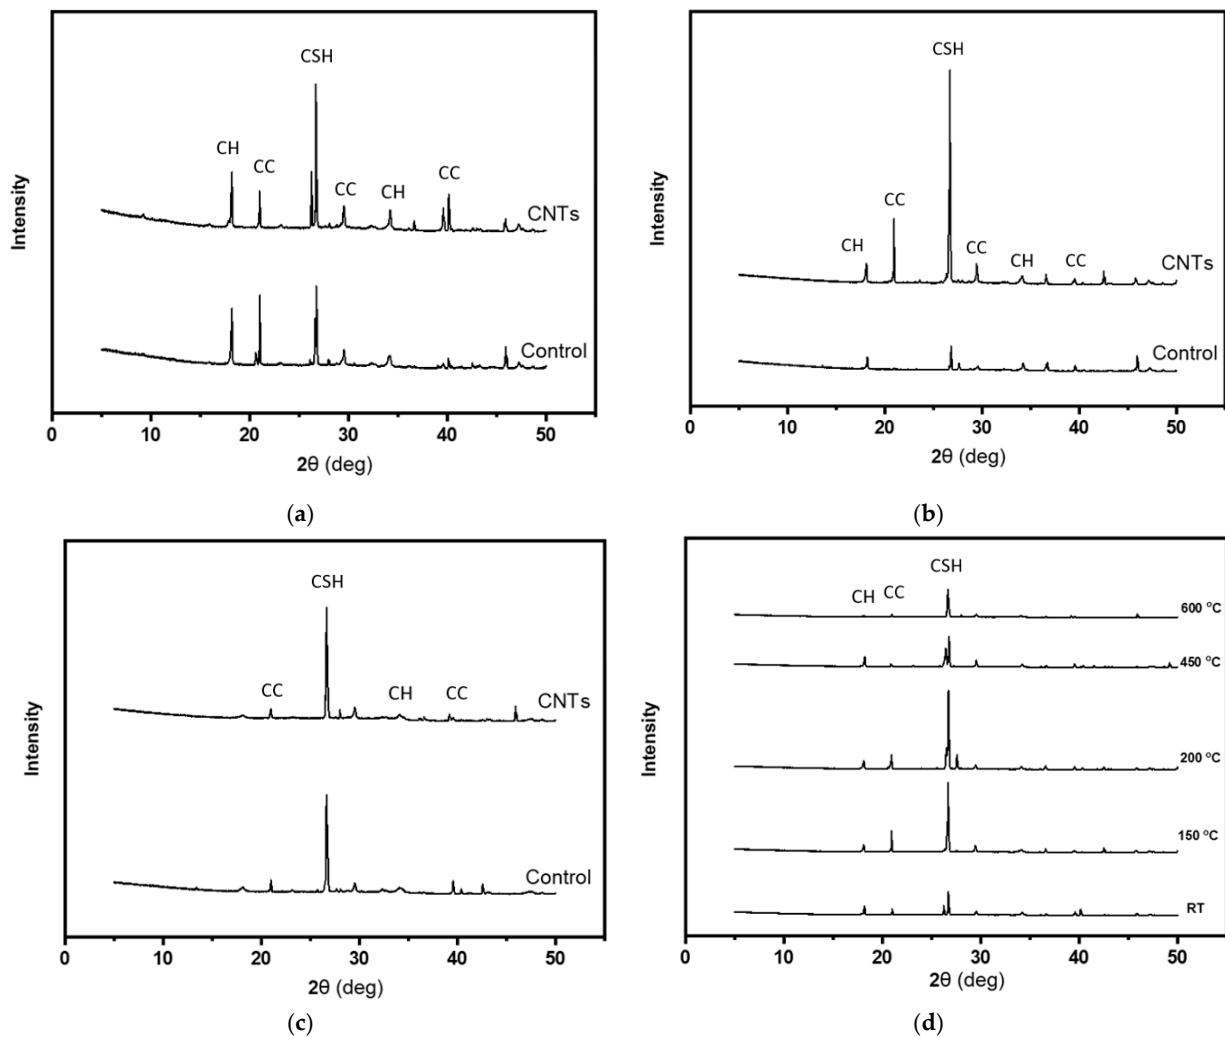 CSH
CH
CC
CC
CH
CC
CNTs
Control
Intensity
0 10 20 30 40 50
2θ (deg)
(a)
CSH
CH
CC
CC
CH
CC
CNTs
Control
Intensity
0 10 20 30 40 50
2θ (deg)
(b)
CSH
CC
CH
CC
CNTs
Control
Intensity
0 10 20 30 40 50
2θ (deg)
(c)
CSH
CH
CC
600 °C
450 °C
200 °C
150 °C
RT
Intensity
0 10 20 30 40 50
2θ (deg)
(d)